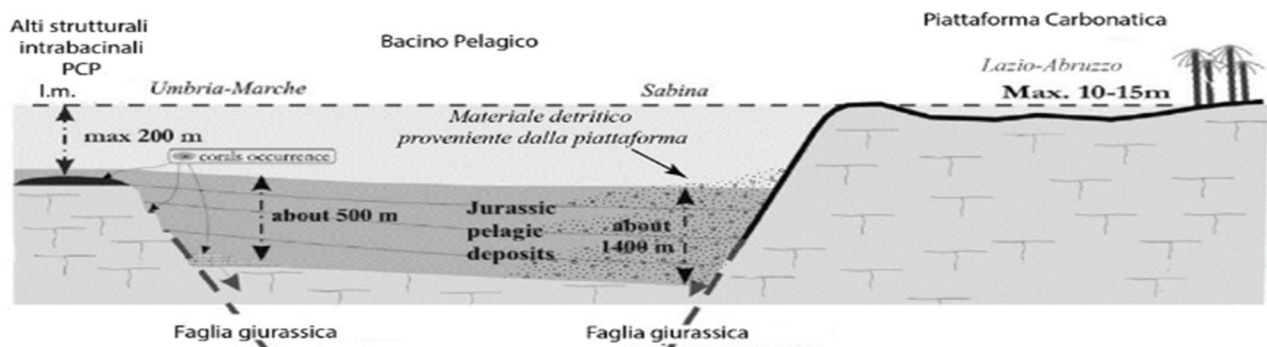 Alti strutturali
intrabacinali
PCP
l.m.
Bacino Pelagico
Piattaforma Carbonatica
Umbria-Marche
Sabina
Lazio-Abruzzo
Max. 10-15m
max 200 m
Materiale detritico
proveniente dalla piattaforma
corals occurrence
about 500 m
Jurassic
pelagic
deposits
about
1400 m
Faglia giurassica
Faglia giurassica